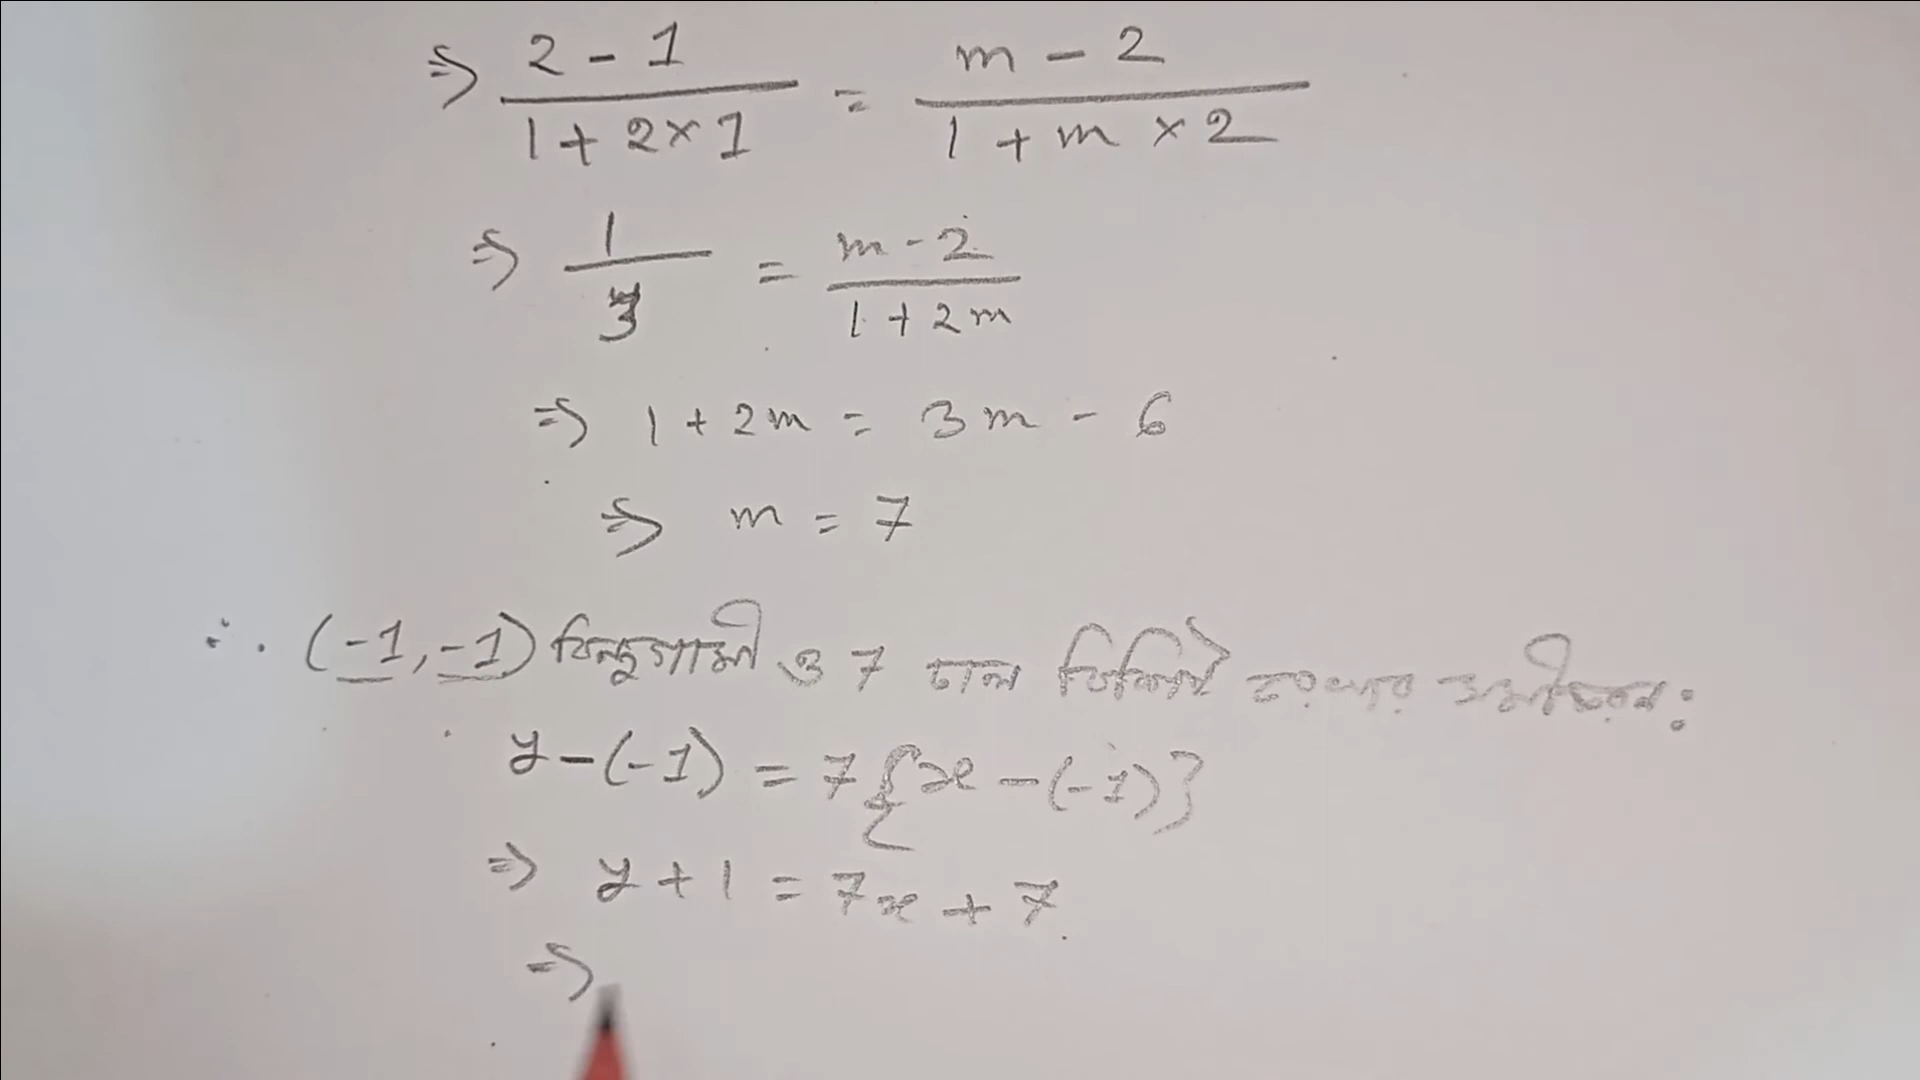 ⇒ (2 - 1)/(1 + 2×1) = (m - 2)/(1 + m × 2)
⇒ 1/3 = (m - 2)/(1 + 2m)
⇒ 1 + 2m = 3m - 6
⇒ m = 7
∴ (-1, -1) বিন্দুগামী ও 7 ঢাল বিশিষ্ট রেখার সমীকরণ:
y - (-1) = 7{x - (-1)}
⇒ y + 1 = 7x + 7
⇒